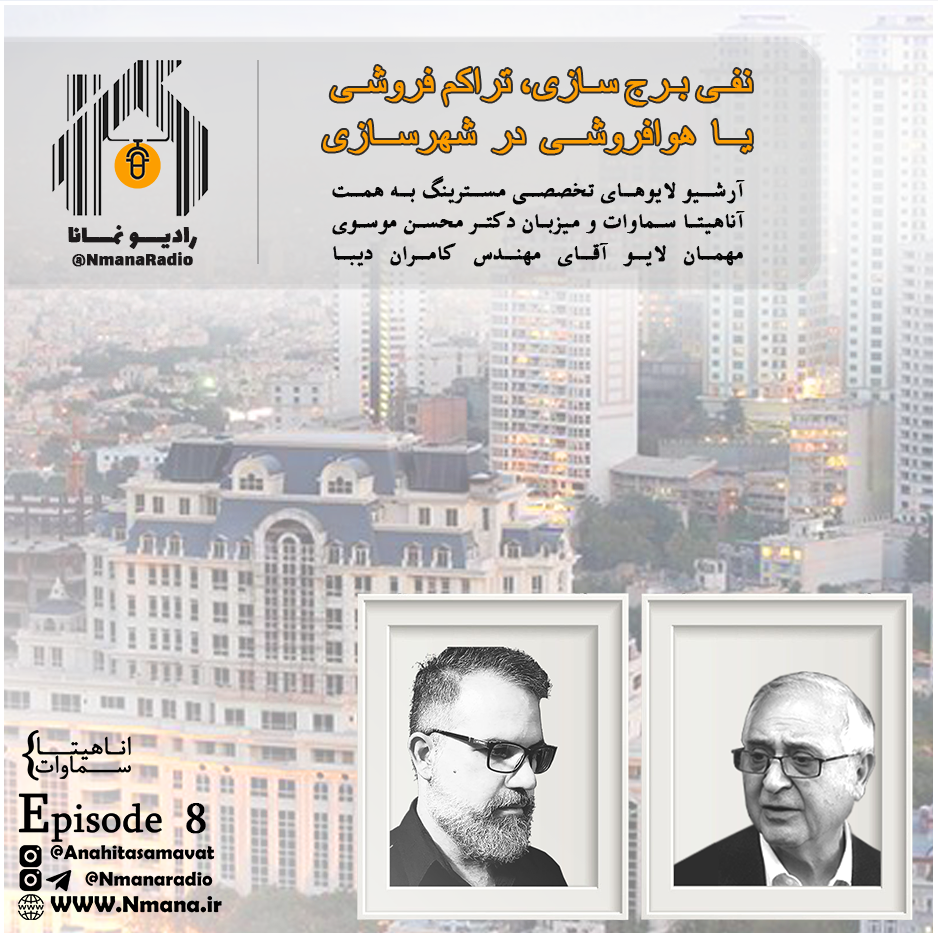 نفی برج سازی، تراکم فروشی
یا هوافروشی در شهرسازی
آرشیو لایوهای تخصصی مسترینگ به همت
آناهیتا سماوات و میزبان دکتر محسن موسوی
مهمان لایو آقای مهندس کامران دیبا
رادیو نمانا
@NmanaRadio
اناهیتا
سماوات}
Episode 8
@Anahitasamavat
@Nmanaradio
WWW.Nmana.ir